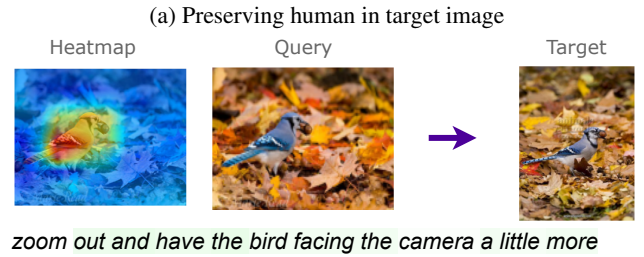 (a) Preserving human in target image
Heatmap Query Target
zoom out and have the bird facing the camera a little more